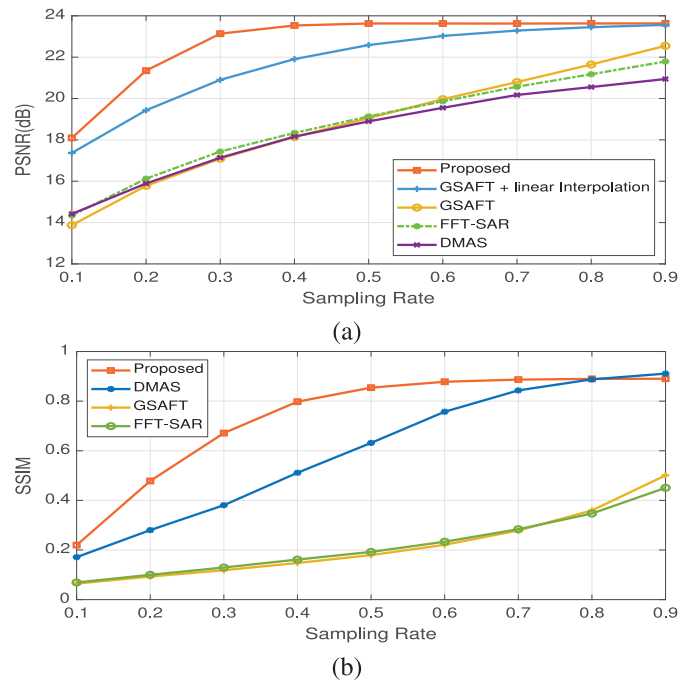 24
22
20
18
16
14
12
PSNR(dB)
Proposed
GSAFT + linear Interpolation
GSAFT
FFT-SAR
DMAS
0.1 0.2 0.3 0.4 0.5 0.6 0.7 0.8 0.9
Sampling Rate
(a)
1
0.8
0.6
0.4
0.2
0
SSIM
Proposed
DMAS
GSAFT
FFT-SAR
0.1 0.2 0.3 0.4 0.5 0.6 0.7 0.8 0.9
Sampling Rate
(b)